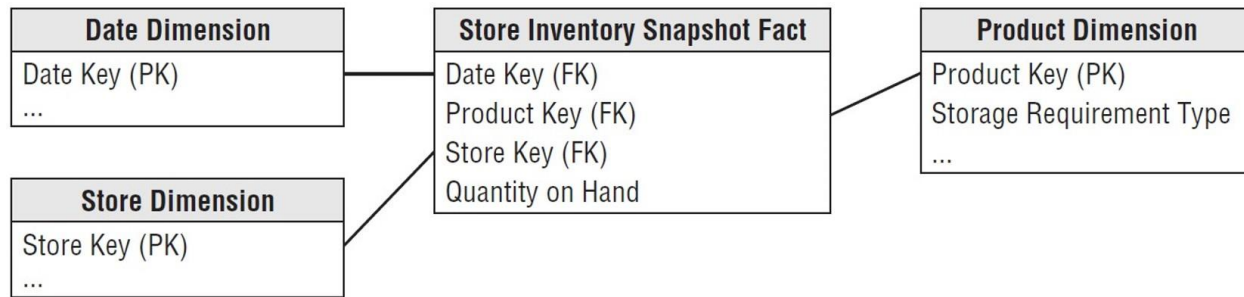 Date Dimension
Date Key (PK)
...
Store Dimension
Store Key (PK)
...
Store Inventory Snapshot Fact
Date Key (FK)
Product Key (FK)
Store Key (FK)
Quantity on Hand
Product Dimension
Product Key (PK)
Storage Requirement Type
...